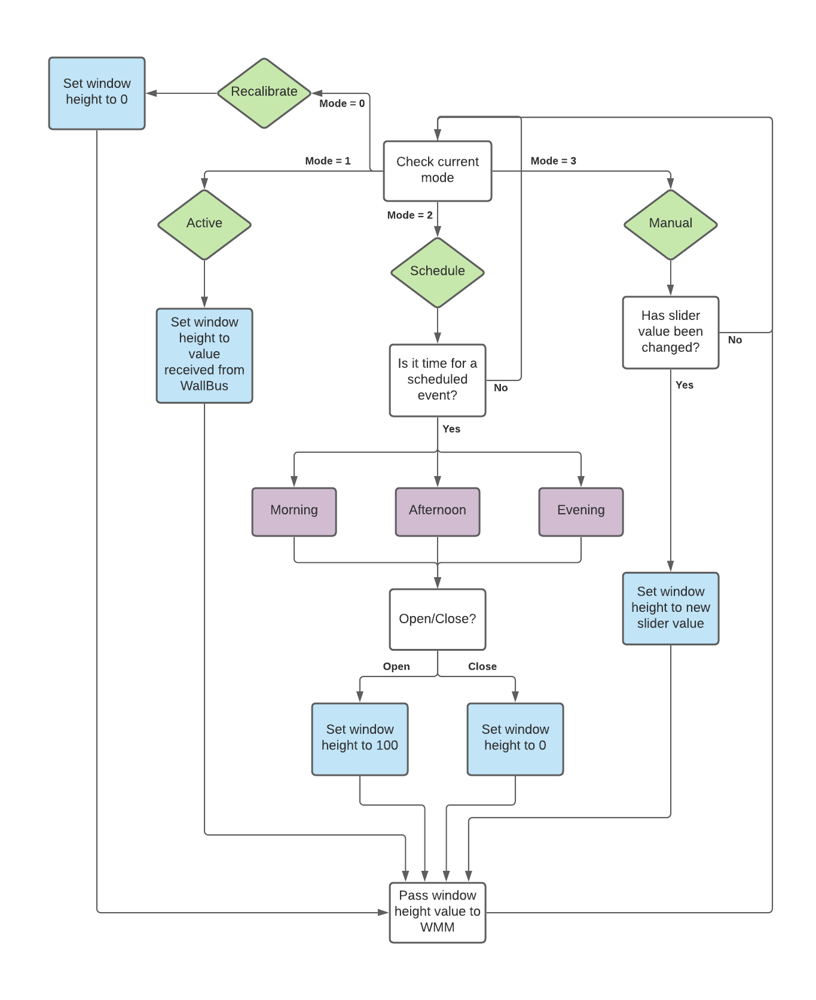 Set window
height to 0
Recalibrate
Mode = 0
Mode = 1
Check current
mode
Mode = 3
Mode = 2
Active
Schedule
Manual
Set window
height to
value
received from
WallBus
Is it time for a
scheduled
event?
No
Has slider
value been
changed?
No
Yes
Yes
Morning
Afternoon
Evening
Open/Close?
Set window
height to new
slider value
Open
Close
Set window
height to 100
Set window
height to 0
Pass window
height value to
WMM